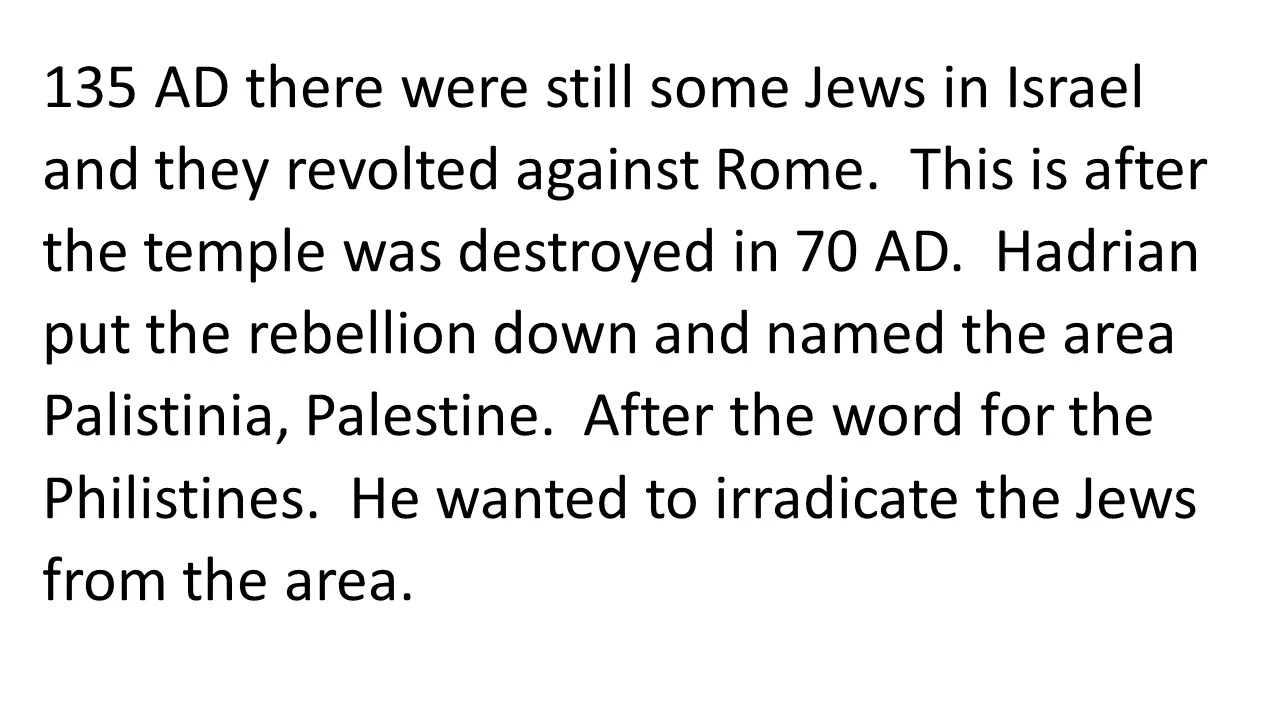 135 AD there were still some Jews in Israel
and they revolted against Rome.  This is after
the temple was destroyed in 70 AD.  Hadrian
put the rebellion down and named the area
Palistinia, Palestine.  After the word for the
Philistines.  He wanted to irradicate the Jews
from the area.